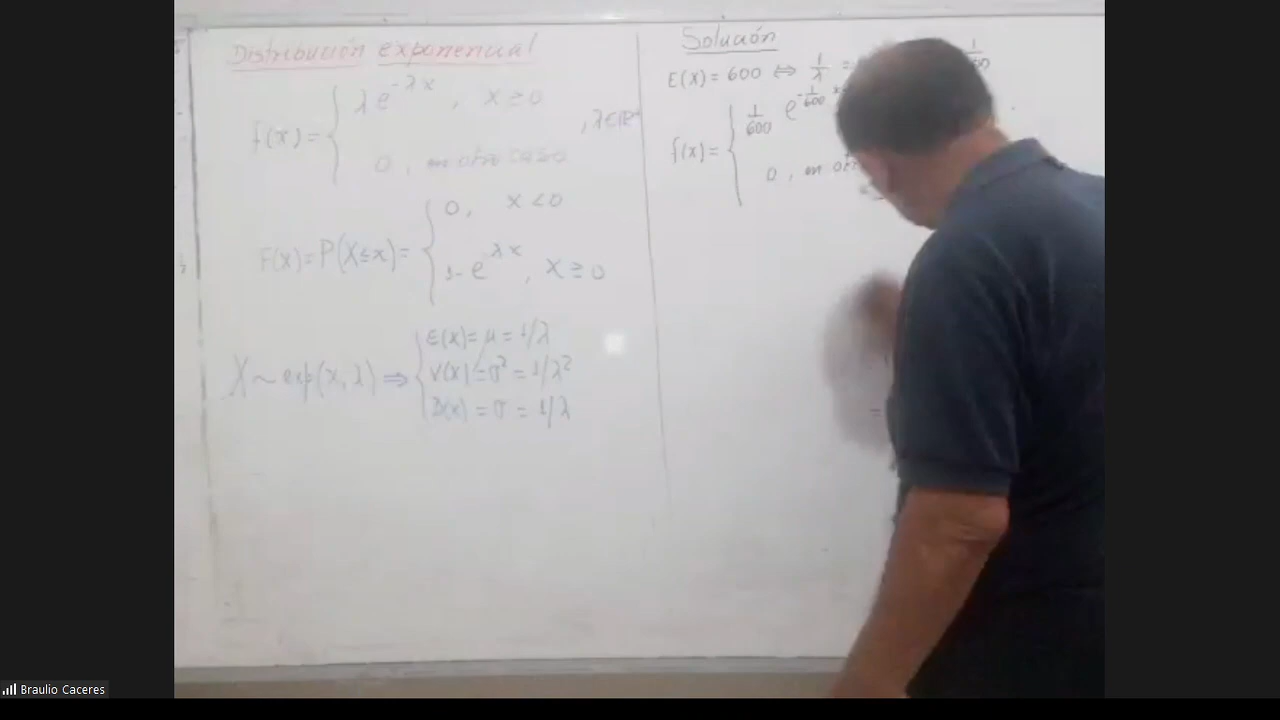 Distribución exponencial
f(x)= { λe^{-λx}, x≥0
, λ∈ℝ
0, en otro caso
F(x)=P(X≤x)= { 0, x<0
1-e^{λx}, x≥0
X~exp(x,λ) ⇒ { E(x)=μ=1/λ
V(x)=σ²=1/λ²
D(x)=σ=1/λ
Solución
E(X)=600 ⇔ 1/λ =
f(x)= { 1/600 e^{-1/600 x}
0, en
=
Braulio Caceres